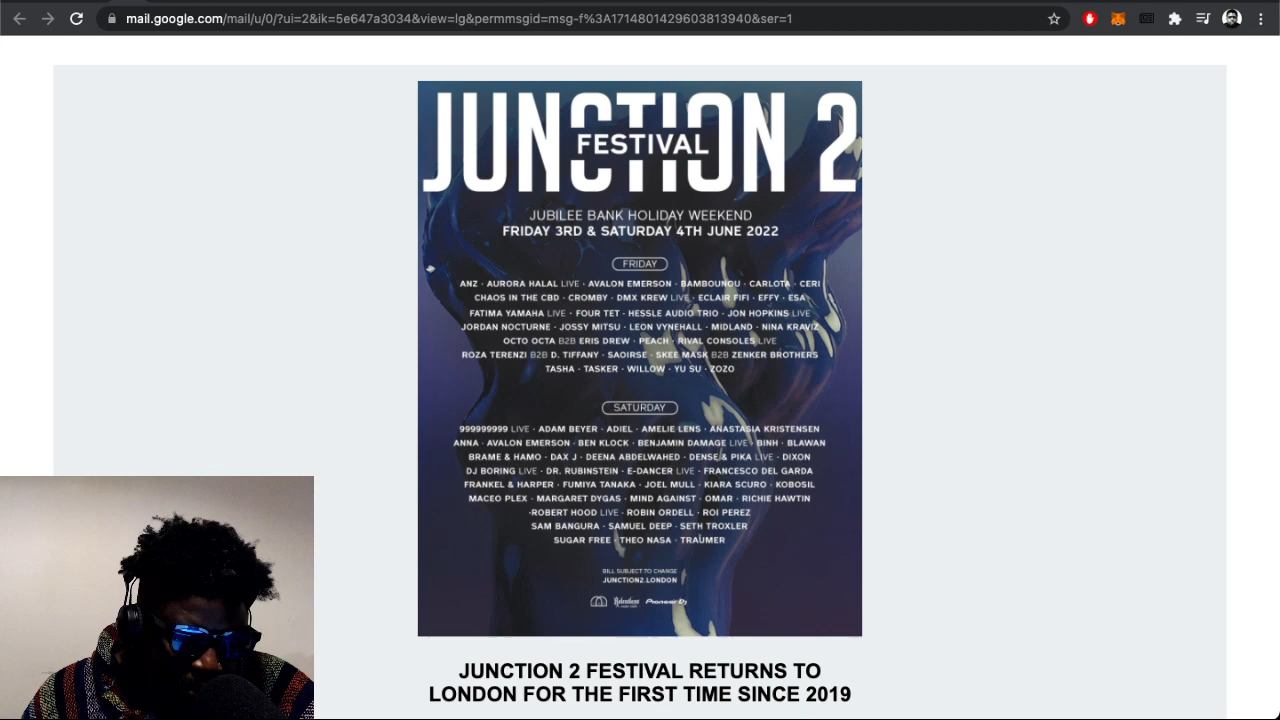 mail.google.com/mail/u/0/?ui=2&ik=5e647a3034&view=lg&permmsgid=msg-f%3A1714801429603813940&ser=1
JUNCTION 2
FESTIVAL
JUBILEE BANK HOLIDAY WEEKEND
FRIDAY 3RD & SATURDAY 4TH JUNE 2022
FRIDAY
ANZ · AURORA HALAL LIVE · AVALON EMERSON · BAMBOUNOU · CARLOTA · CERI
CHAOS IN THE CBD · CROMBY · DMX KREW LIVE · ECLAIR FIFI · EFFY · ESA
FATIMA YAMAHA LIVE · FOUR TET · HESSLE AUDIO TRIO · JON HOPKINS LIVE
JORDAN NOCTURNE · JOSSY MITSU · LEON VYNEHALL · MIDLAND · NINA KRAVIZ
OCTO OCTA B2B ERIS DREW · PEACH · RIVAL CONSOLES LIVE
ROZA TERENZI B2B D. TIFFANY · SAOIRSE · SKEE MASK B2B ZENKER BROTHERS
TASHA · TASKER · WILLOW · YU SU · ZOZO
SATURDAY
999999999 LIVE · ADAM BEYER · ADIEL · AMELIE LENS · ANASTASIA KRISTENSEN
ANNA · AVALON EMERSON · BEN KLOCK · BENJAMIN DAMAGE LIVE · BINH · BLAWAN
BRAME & HAMO · DAX J · DEENA ABDELWAHED · DENSE & PIKA LIVE · DIXON
DJ BORING LIVE · DR. RUBINSTEIN · E-DANCER LIVE · FRANCESCO DEL GARDA
FRANKEL & HARPER · FUMIYA TANAKA · JOEL MULL · KIARA SCURO · KOBOSIL
MACEO PLEX · MARGARET DYGAS · MIND AGAINST · OMAR · RICHIE HAWTIN
·ROBERT HOOD LIVE · ROBIN ORDELL · ROI PEREZ
SAM BANGURA · SAMUEL DEEP · SETH TROXLER
SUGAR FREE · THEO NASA · TRAUMER
BILL SUBJECT TO CHANGE
JUNCTION2.LONDON
Relentless Pioneer Dj
JUNCTION 2 FESTIVAL RETURNS TO
LONDON FOR THE FIRST TIME SINCE 2019